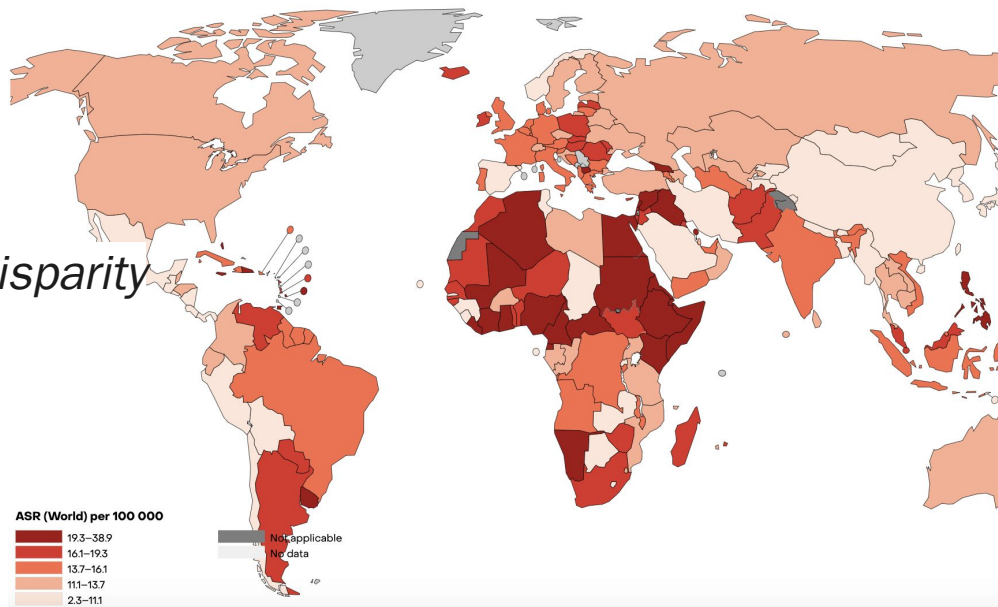 isparity
ASR (World) per 100 000
19.3–38.9
16.1–19.3
13.7–16.1
11.1–13.7
2.3–11.1
Not applicable
No data